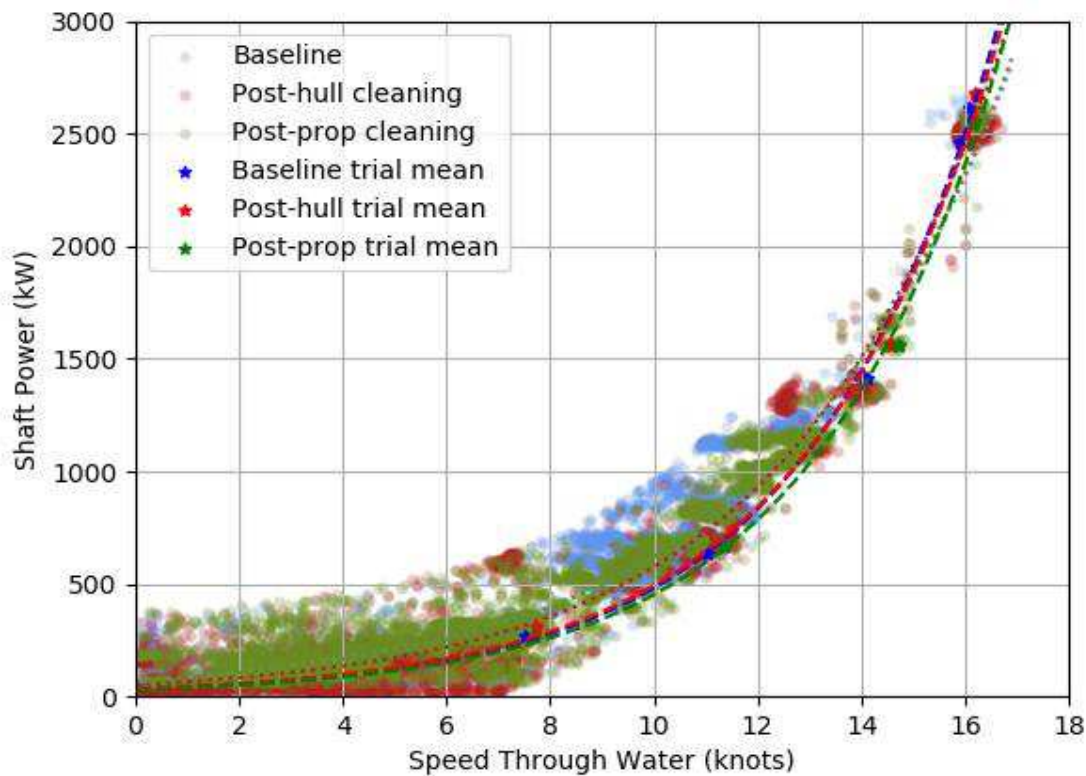 3000
2500
2000
1500
1000
500
0
Shaft Power (kW)
Baseline
Post-hull cleaning
Post-prop cleaning
Baseline trial mean
Post-hull trial mean
Post-prop trial mean
0 2 4 6 8 10 12 14 16 18
Speed Through Water (knots)